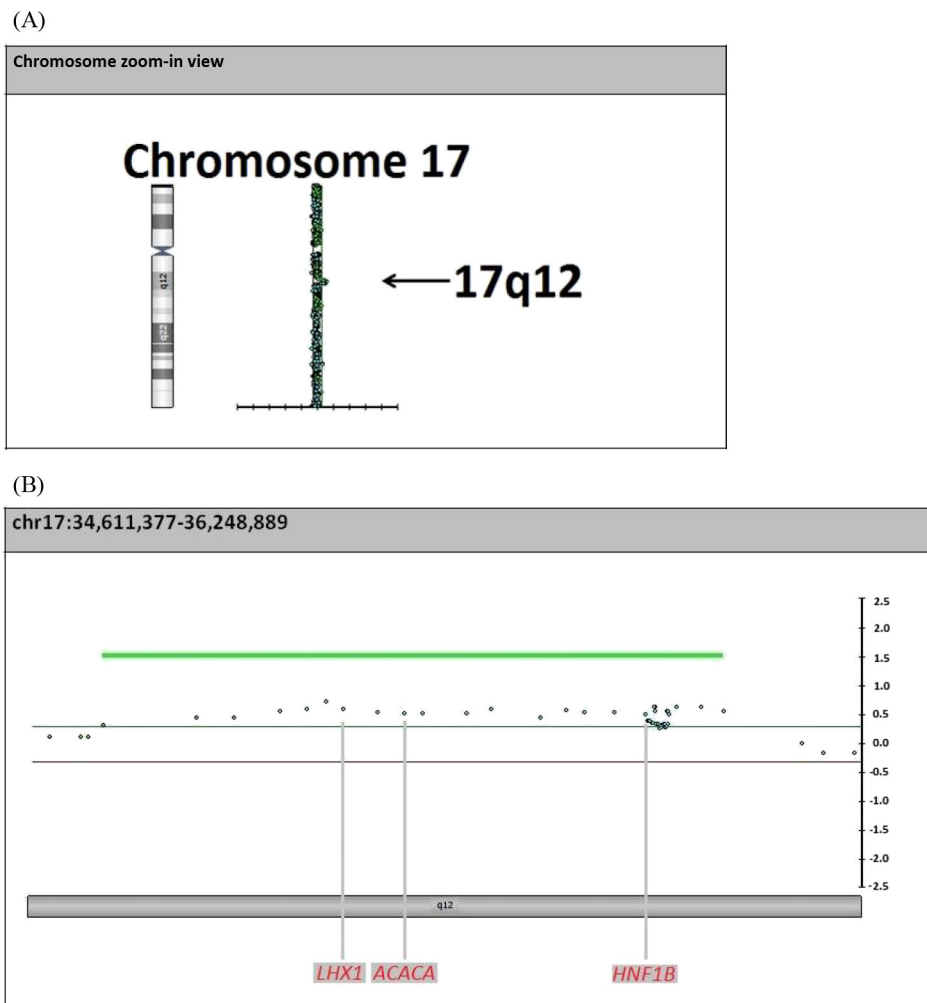 (A)
Chromosome zoom-in view
Chromosome 17
q12
17q12
q22
(B)
chr17:34,611,377-36,248,889
2.5
2.0
1.5
1.0
0.5
0.0
-0.5
-1.0
-1.5
-2.0
-2.5
q12
LHX1 ACACA HNF1B